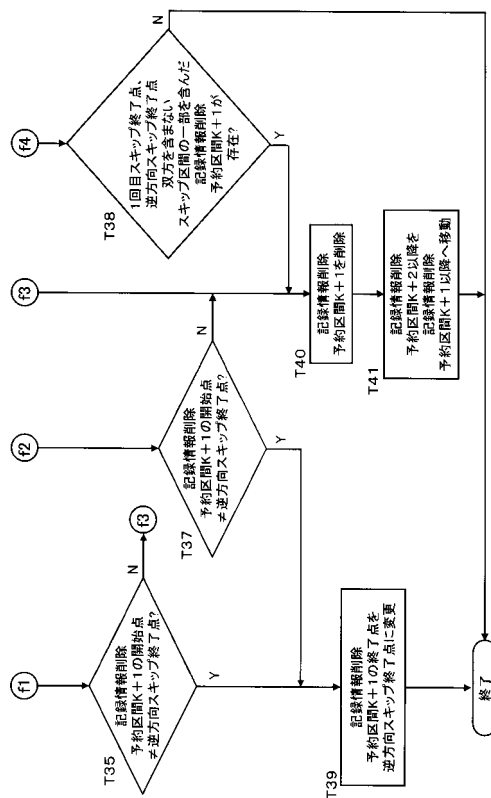 f1
f2
f3
f4
T35
記録情報削除
予約区間K+1の開始点
≠逆方向スキップ終了点?
N
f3
Y
T37
記録情報削除
予約区間K+1の開始点
≠逆方向スキップ終了点?
N
Y
T38
1回目スキップ終了点、
逆方向スキップ終了点
双方を含まない
スキップ区間の一部を含んだ
記録情報削除
予約区間K+1が
存在?
N
Y
T39
記録情報削除
予約区間K+1の終了点を
逆方向スキップ終了点に変更
T40
記録情報削除
予約区間K+1を削除
T41
記録情報削除
予約区間K+2以降を
記録情報削除
予約区間K+1以降へ移動
終了